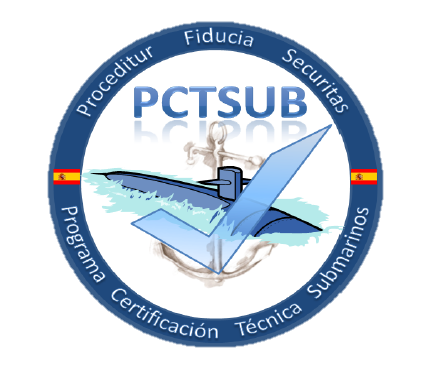 Proceditur Fiducia Securitas
PCTSUB
Programa Certificación Técnica Submarinos